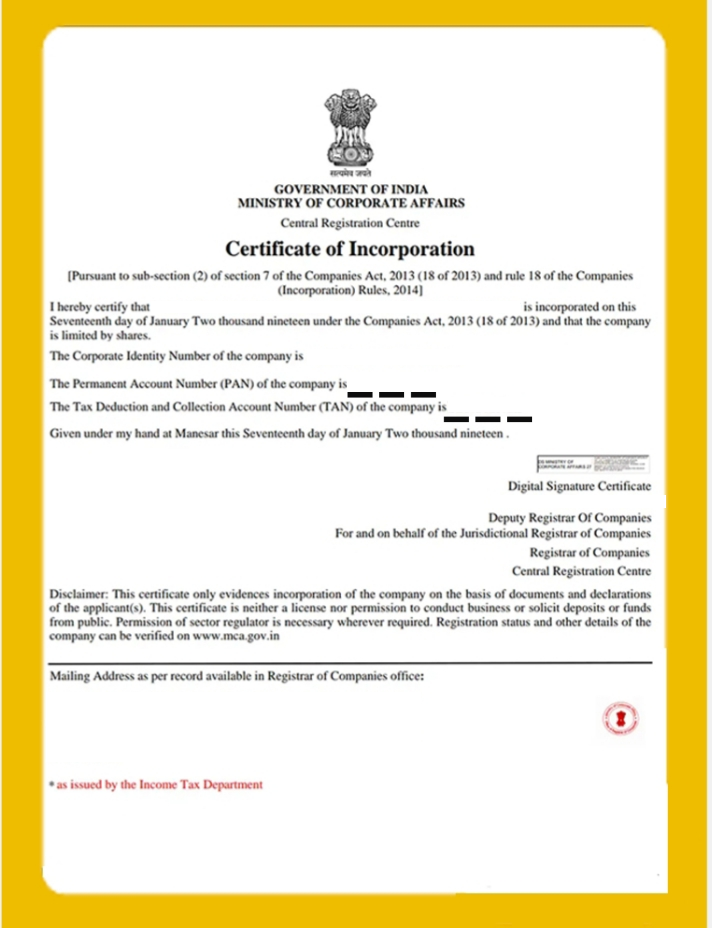 सत्यमेव जयते
GOVERNMENT OF INDIA
MINISTRY OF CORPORATE AFFAIRS
Central Registration Centre
Certificate of Incorporation
[Pursuant to sub-section (2) of section 7 of the Companies Act, 2013 (18 of 2013) and rule 18 of the Companies
(Incorporation) Rules, 2014]
I hereby certify that is incorporated on this
Seventeenth day of January Two thousand nineteen under the Companies Act, 2013 (18 of 2013) and that the company
is limited by shares.
The Corporate Identity Number of the company is
The Permanent Account Number (PAN) of the company is
The Tax Deduction and Collection Account Number (TAN) of the company is
Given under my hand at Manesar this Seventeenth day of January Two thousand nineteen .
DS MINISTRY OF
CORPORATE AFFAIRS 27
Digital Signature Certificate
Deputy Registrar Of Companies
For and on behalf of the Jurisdictional Registrar of Companies
Registrar of Companies
Central Registration Centre
Disclaimer: This certificate only evidences incorporation of the company on the basis of documents and declarations
of the applicant(s). This certificate is neither a license nor permission to conduct business or solicit deposits or funds
from public. Permission of sector regulator is necessary wherever required. Registration status and other details of the
company can be verified on www.mca.gov.in
Mailing Address as per record available in Registrar of Companies office:
* as issued by the Income Tax Department